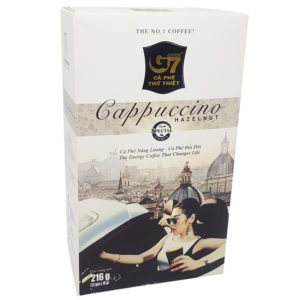 THE NO.1 COFFEE!
G7
CÀ PHÊ
THỨ THIỆT
Cappuccino
HAZELNUT
SPECIAL
Cà Phê Năng Lượng - Cà Phê Đổi Đời
The Energy Coffee That Changes Life
216 g